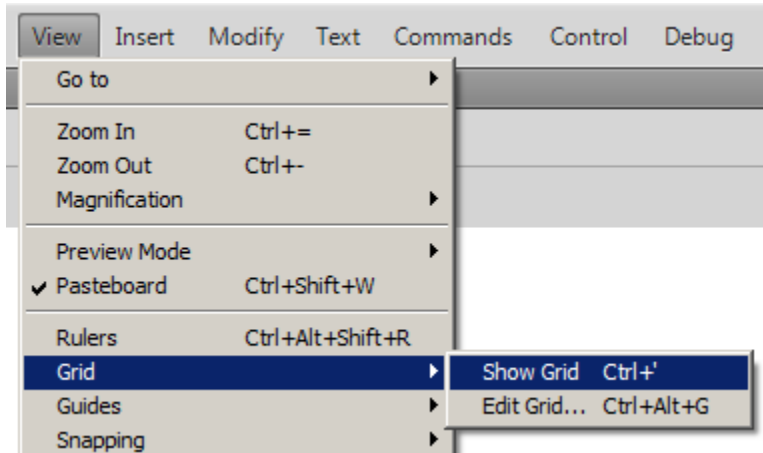 View Insert Modify Text Commands Control Debug
Go to
Zoom In Ctrl+=
Zoom Out Ctrl+-
Magnification
Preview Mode
Pasteboard Ctrl+Shift+W
Rulers Ctrl+Alt+Shift+R
Grid
Show Grid Ctrl+'
Guides
Edit Grid... Ctrl+Alt+G
Snapping